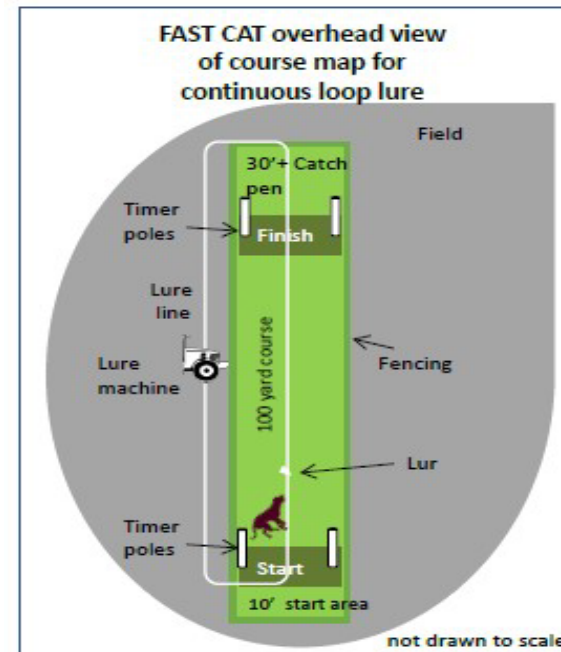 FAST CAT overhead view
of course map for
continuous loop lure
Field
30'+ Catch
pen
Timer
poles
Finish
Lure
line
Lure
machine
100 yard course
Fencing
Lur
Timer
poles
Start
10' start area
not drawn to scale